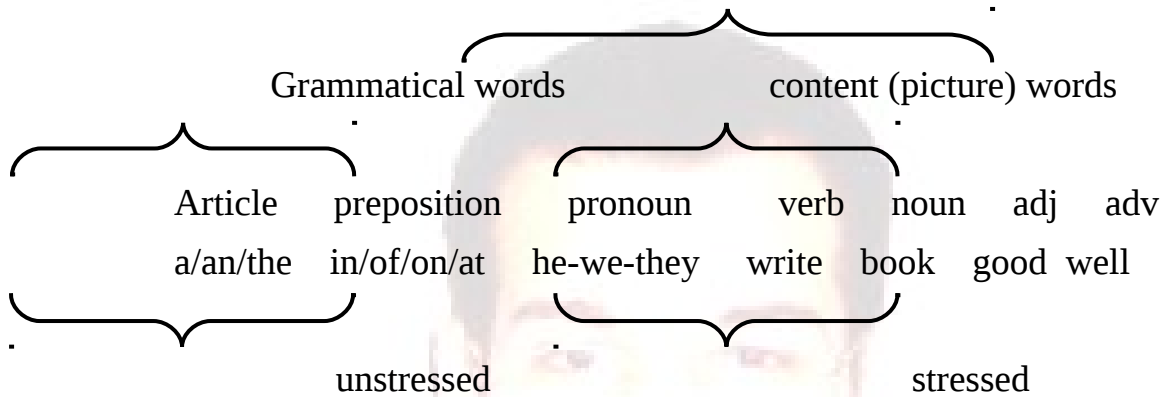 Grammatical words content (picture) words
Article preposition pronoun verb noun adj adv
a/an/the in/of/on/at he-we-they write book good well
unstressed stressed